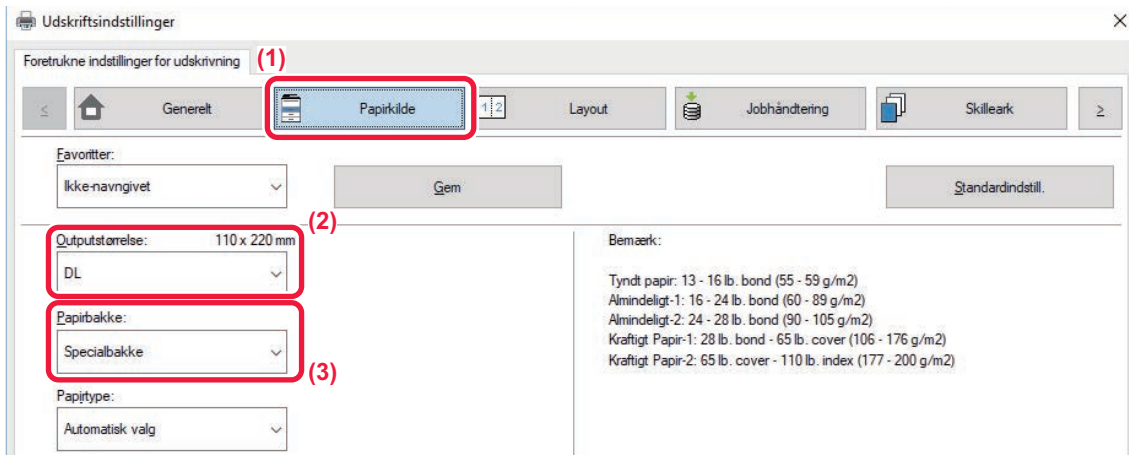 Udskriftsindstillinger
Foretrukne indstillinger for udskrivning
(1)
≤ Generelt Papirkilde 1 2 Layout Jobhåndtering Skilleark ≥
Favoritter:
Ikke-navngivet Gem Standardindstill.
(2)
Outputstørrelse: 110 x 220 mm
DL
Papirbakke:
Specialbakke
(3)
Papirtype:
Automatisk valg
Bemærk:
Tyndt papir: 13 - 16 lb. bond (55 - 59 g/m2)
Almindeligt-1: 16 - 24 lb. bond (60 - 89 g/m2)
Almindeligt-2: 24 - 28 lb. bond (90 - 105 g/m2)
Kraftigt Papir-1: 28 lb. bond - 65 lb. cover (106 - 176 g/m2)
Kraftigt Papir-2: 65 lb. cover - 110 lb. index (177 - 200 g/m2)